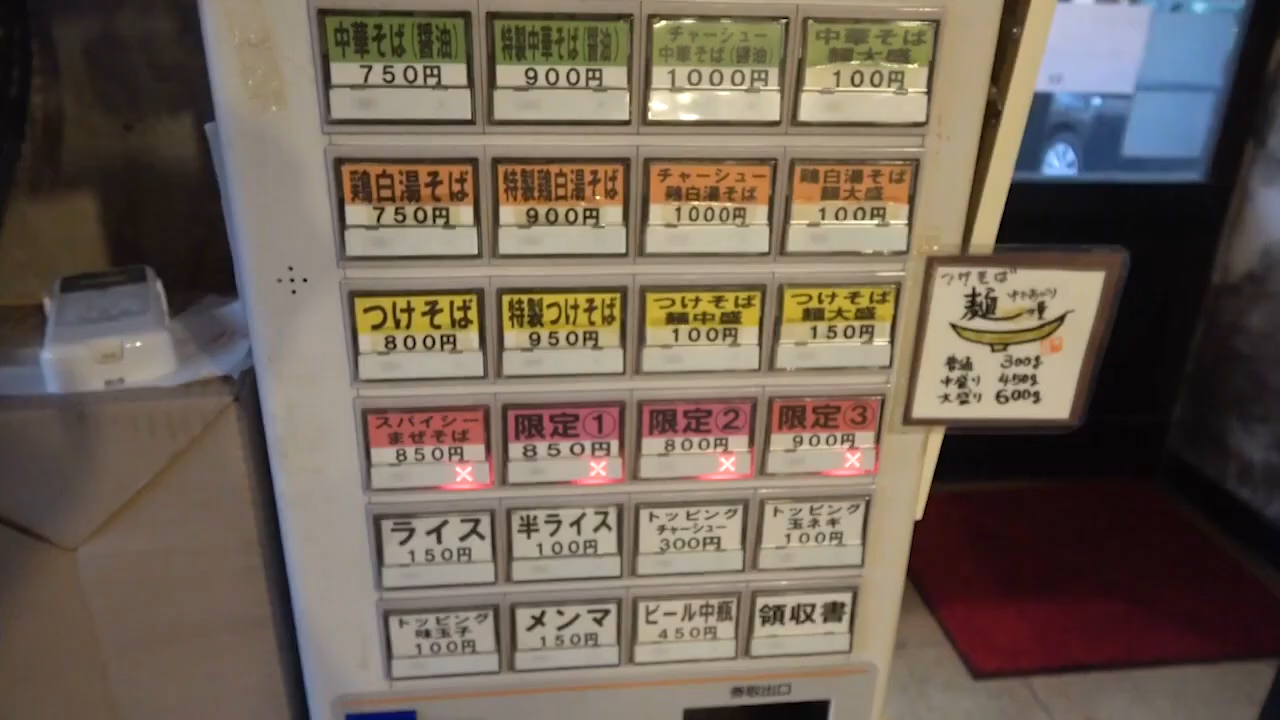 中華そば(醤油)
750円
特製中華そば(醤油)
900円
チャーシュー
中華そば(醤油)
1000円
中華そば
麺大盛
100円
鶏白湯そば
750円
特製鶏白湯そば
900円
チャーシュー
鶏白湯そば
1000円
鶏白湯そば
麺大盛
100円
つけそば
800円
特製つけそば
950円
つけそば
麺中盛
100円
つけそば
麺大盛
150円
つけそば
麺
普通 300g
中盛り 450g
大盛り 600g
スパイシー
まぜそば
850円
×
限定①
850円
×
限定②
800円
×
限定③
900円
×
ライス
150円
半ライス
100円
トッピング
チャーシュー
300円
トッピング
玉ネギ
100円
トッピング
味玉子
100円
メンマ
150円
ビール中瓶
450円
領収書
券取出口